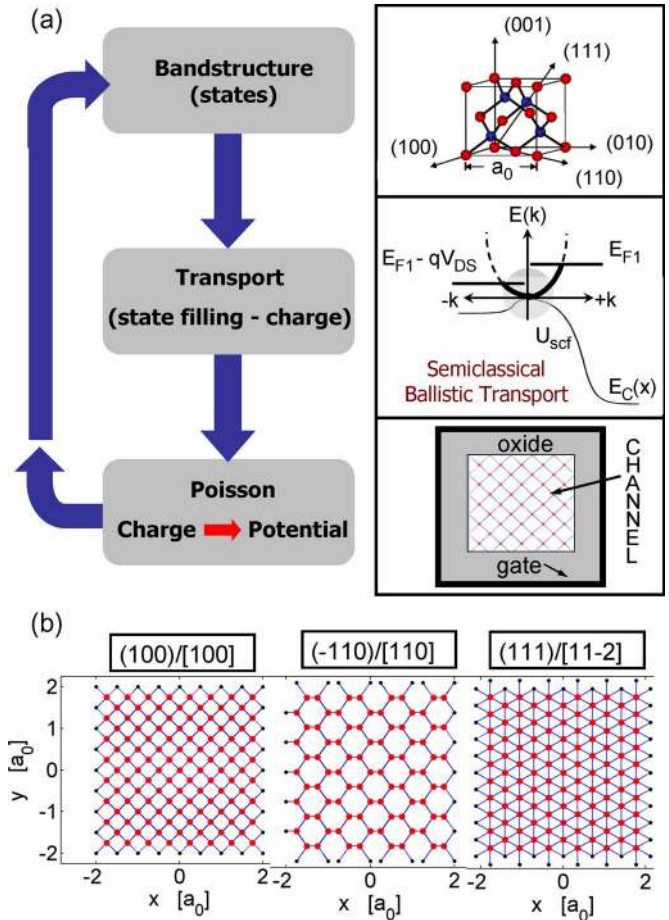 (a)
Bandstructure
(states)
Transport
(state filling - charge)
Poisson
Charge Potential
(001)
(111)
(100)
(010)
a0
(110)
E(k)
EF1 - qVDS
EF1
-k
+k
Uscf
Semiclassical
Ballistic Transport
EC(x)
oxide
CHANNEL
gate
(b)
(100)/[100]
(-110)/[110]
(111)/[11-2]
2
1
0
-1
-2
y [a0]
-2 0 2
-2 0 2
-2 0 2
x [a0]
x [a0]
x [a0]